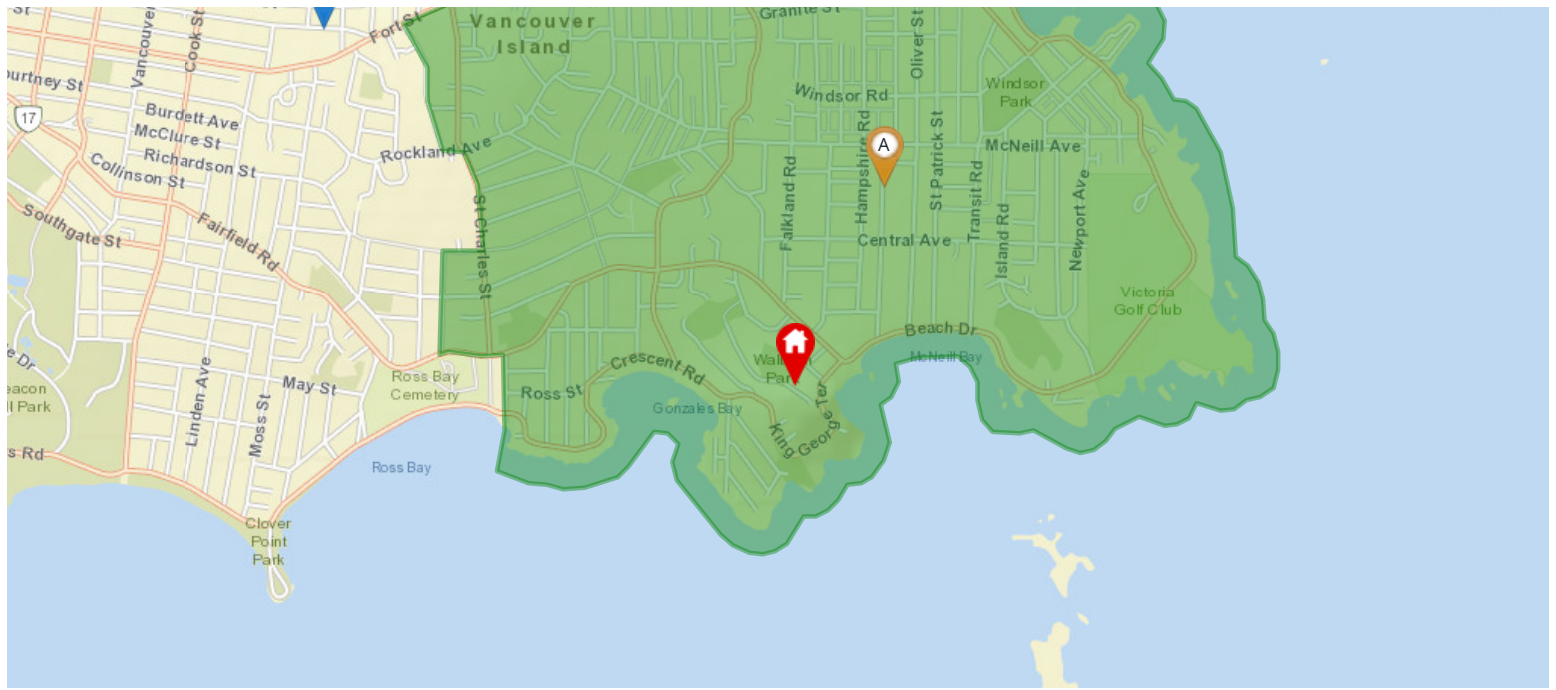 St
Vancouver
Cook St
Fort St
Vancouver
Island
Granite St
Oliver St
Windsor
Park
Windsor Rd
17
Burdett Ave
McClure St
Richardson St
Collinson St
Rockland Ave
Hampshire Rd
A
St Patrick St
McNeill Ave
Falkland Rd
Transit Rd
Newport Ave
Island Rd
Southgate St
Fairfield Rd
St Charles St
Central Ave
Victoria
Golf Club
Beach Dr
McNeill Bay
Crescent Rd
Ross St
Gonzales Bay
King George Ter
Ross Bay
Cemetery
May St
Linden Ave
Moss St
Ross Bay
Clover
Point
Park